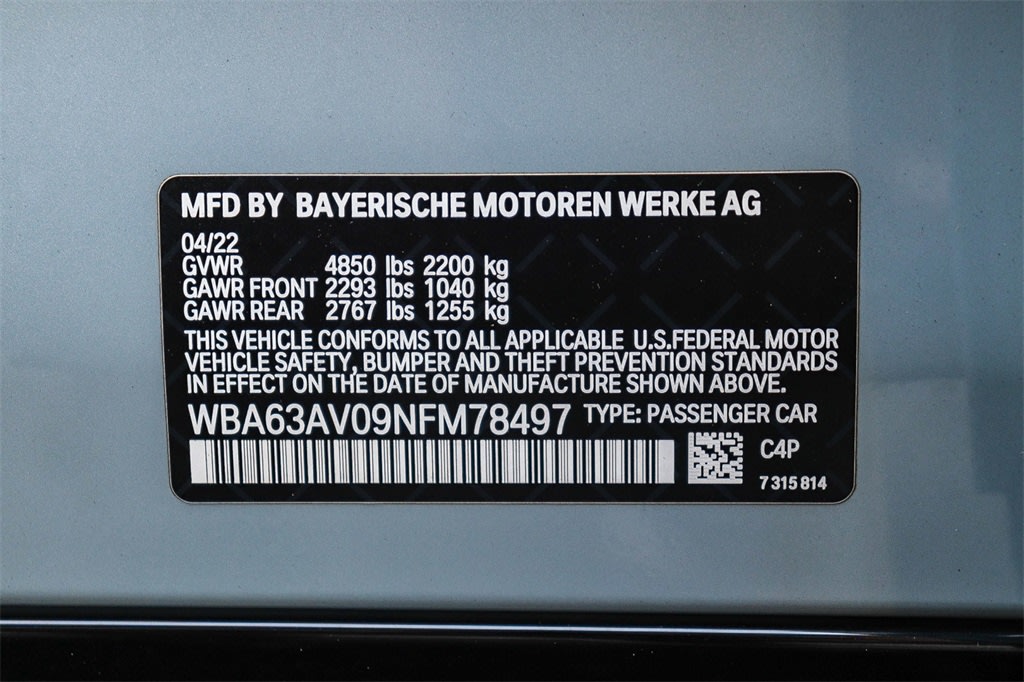 MFD BY BAYERISCHE MOTOREN WERKE AG
04/22
GVWR 4850 lbs 2200 kg
GAWR FRONT 2293 lbs 1040 kg
GAWR REAR 2767 lbs 1255 kg
THIS VEHICLE CONFORMS TO ALL APPLICABLE U.S.FEDERAL MOTOR
VEHICLE SAFETY, BUMPER AND THEFT PREVENTION STANDARDS
IN EFFECT ON THE DATE OF MANUFACTURE SHOWN ABOVE.
WBA63AV09NFM78497 TYPE: PASSENGER CAR
C4P
7 315 814